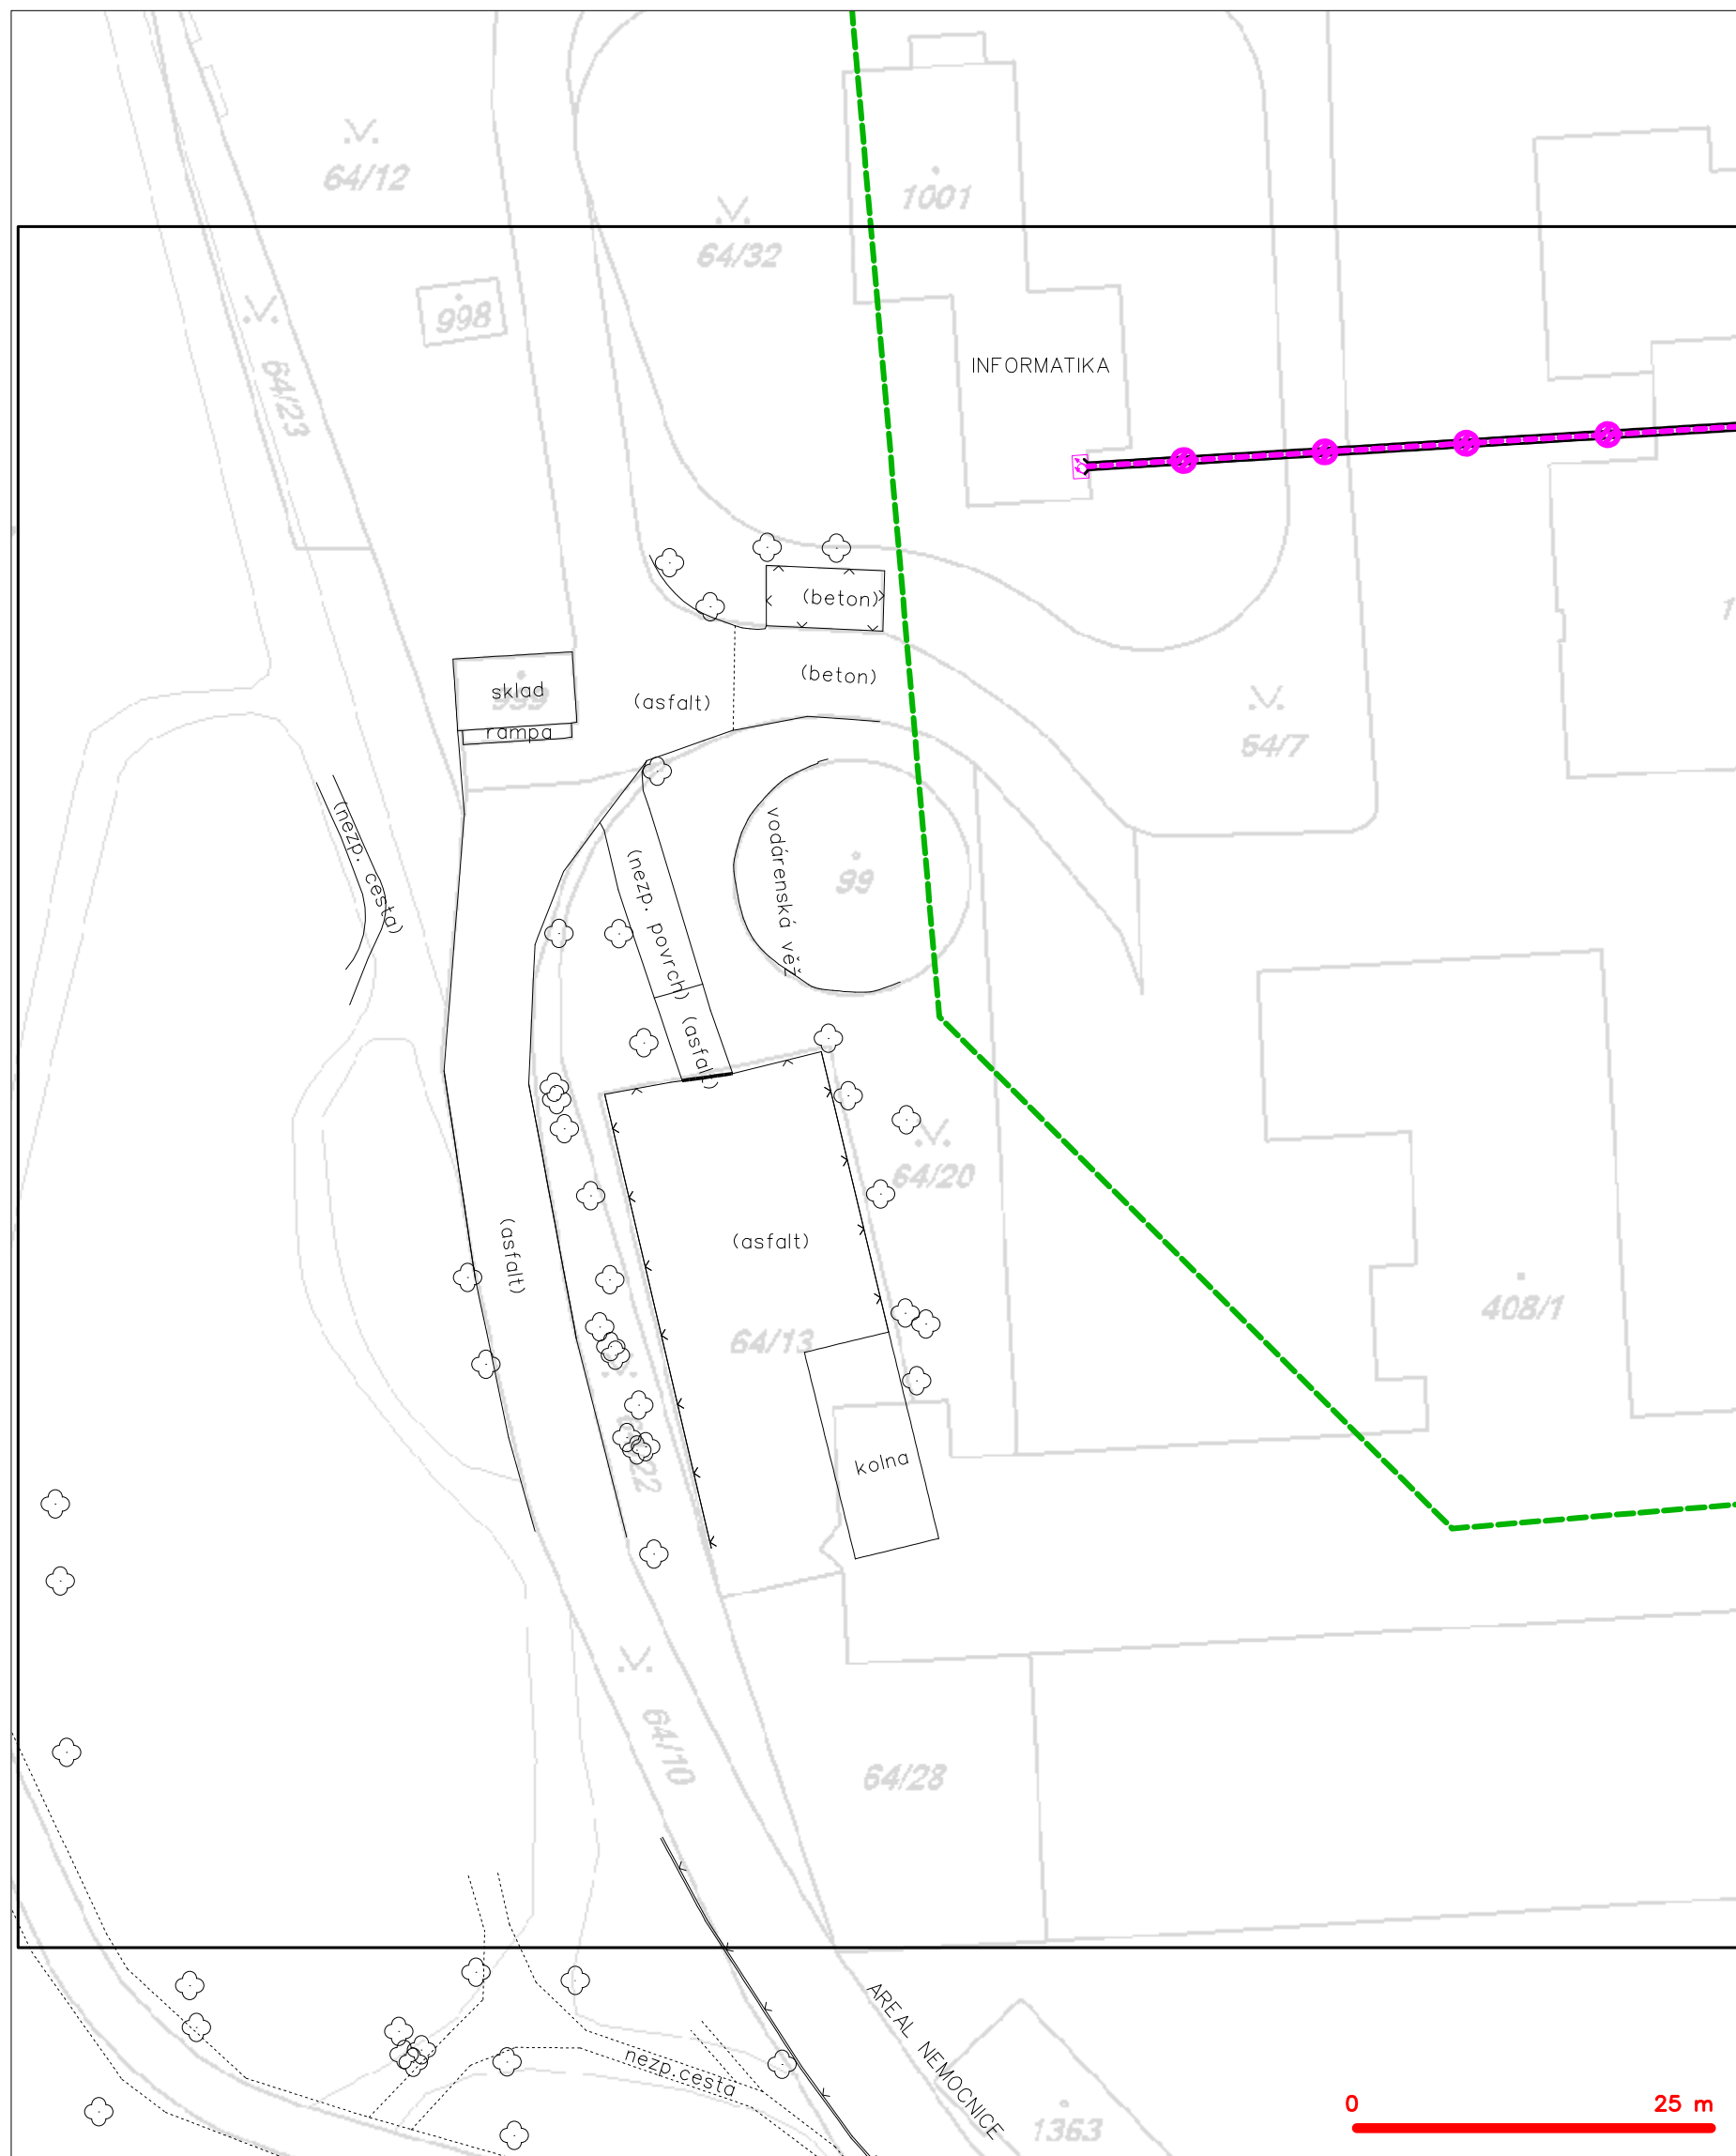 64/12
1001
64/32
998
64/23
INFORMATIKA
(beton)
sklad
999
(beton)
(asfalt)
rampa
64/7
(nezp. cesta)
(nezp. povrch)
vodárenská věž
99
(asfalt)
64/20
(asfalt)
(asfalt)
408/1
64/13
kolna
64/10
64/28
AREAL NEMOCNICE
nezp.cesta
1363
0 25 m